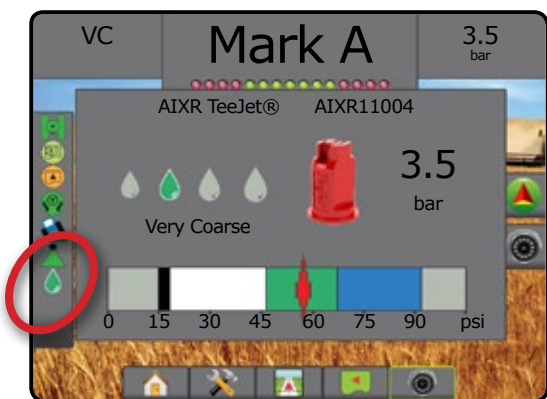 VC Mark A 3.5
bar
AIXR TeeJet® AIXR11004
3.5
bar
Very Coarse
0 15 30 45 60 75 90 psi